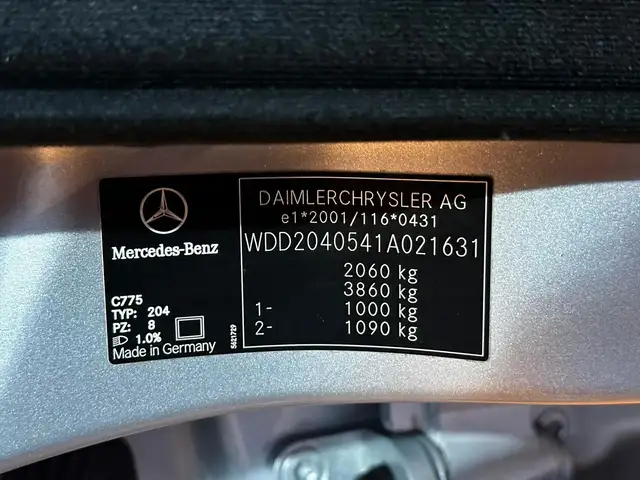 Mercedes-Benz
C775
TYP: 204
PZ: 8
1.0%
Made in Germany
5621729
DAIMLERCHRYSLER AG
e1*2001/116*0431
WDD2040541A021631
2060 kg
3860 kg
1- 1000 kg
2- 1090 kg